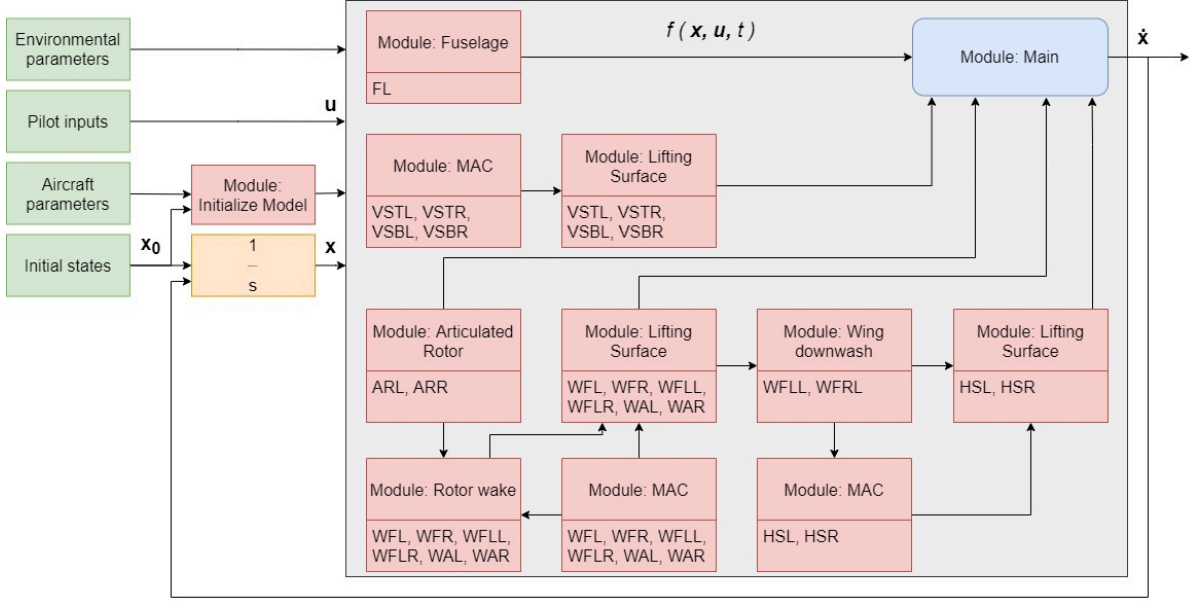 Environmental
parameters
Pilot inputs
u
Aircraft
parameters
Module:
Initialize Model
Initial states
x0
1
s
x
Module: Fuselage
FL
f ( x, u, t )
Module: Main
ẋ
Module: MAC
VSTL, VSTR,
VSBL, VSBR
Module: Lifting
Surface
VSTL, VSTR,
VSBL, VSBR
Module: Articulated
Rotor
ARL, ARR
Module: Lifting
Surface
WFL, WFR, WFLL,
WFLR, WAL, WAR
Module: Wing
downwash
WFLL, WFRL
Module: Lifting
Surface
HSL, HSR
Module: Rotor wake
WFL, WFR, WFLL,
WFLR, WAL, WAR
Module: MAC
WFL, WFR, WFLL,
WFLR, WAL, WAR
Module: MAC
HSL, HSR